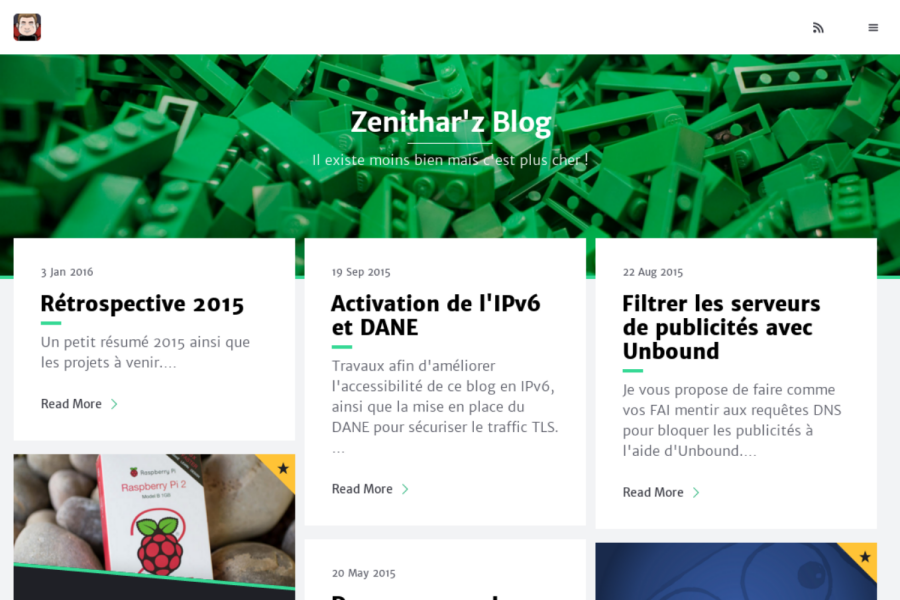 Zenithar'z Blog
Il existe moins bien mais c'est plus cher !
3 Jan 2016
Rétrospective 2015
Un petit résumé 2015 ainsi que
les projets à venir....
Read More
19 Sep 2015
Activation de l'IPv6
et DANE
Travaux afin d'améliorer
l'accessibilité de ce blog en IPv6,
ainsi que la mise en place du
DANE pour sécuriser le traffic TLS.
...
Read More
22 Aug 2015
Filtrer les serveurs
de publicités avec
Unbound
Je vous propose de faire comme
vos FAI mentir aux requêtes DNS
pour bloquer les publicités à
l'aide d'Unbound....
Read More
Raspberry Pi
Raspberry Pi 2
Model B 1GB
20 May 2015